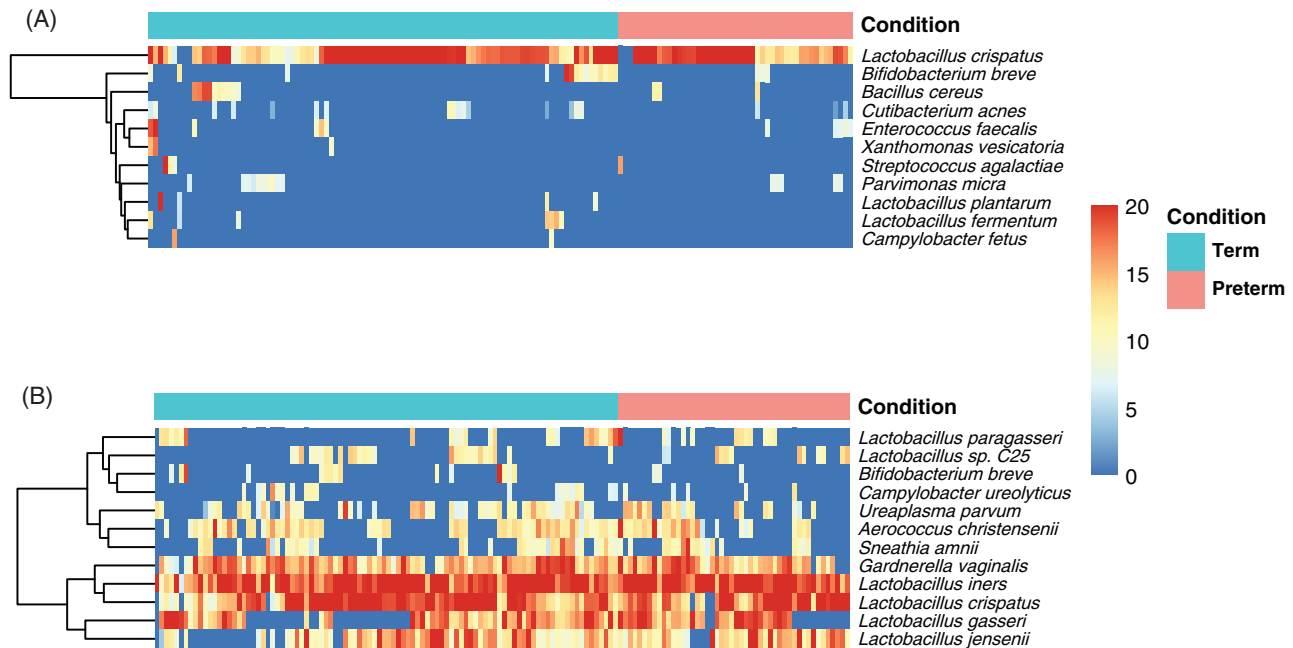 (A)
Condition
Lactobacillus crispatus
Bifidobacterium breve
Bacillus cereus
Cutibacterium acnes
Enterococcus faecalis
Xanthomonas vesicatoria
Streptococcus agalactiae
Parvimonas micra
Lactobacillus plantarum
Lactobacillus fermentum
Campylobacter fetus
20
15
10
5
0
Condition
Term
Preterm
(B)
Condition
Lactobacillus paragasseri
Lactobacillus sp. C25
Bifidobacterium breve
Campylobacter ureolyticus
Ureaplasma parvum
Aerococcus christensenii
Sneathia amnii
Gardnerella vaginalis
Lactobacillus iners
Lactobacillus crispatus
Lactobacillus gasseri
Lactobacillus jensenii